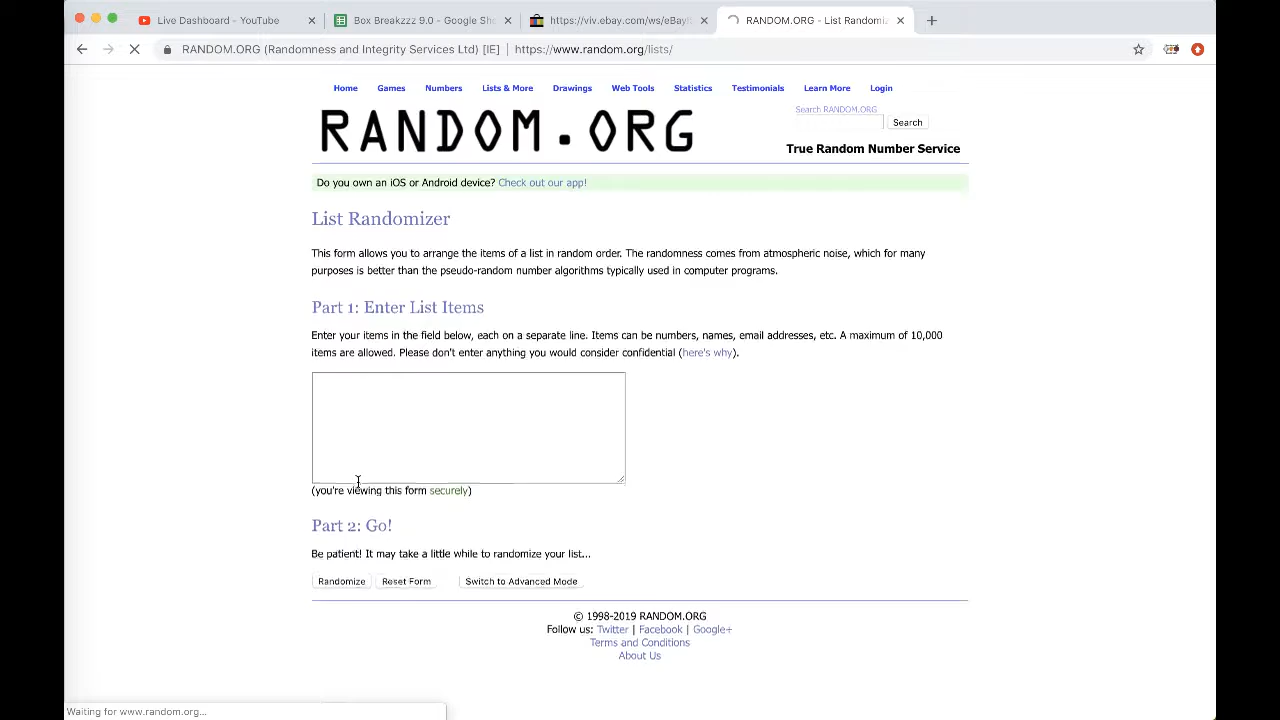 Live Dashboard - YouTube
Box Breakzzz 9.0 - Google She
https://viv.ebay.com/ws/eBayI
RANDOM.ORG - List Randomiz
RANDOM.ORG (Randomness and Integrity Services Ltd) [IE] | https://www.random.org/lists/
Home Games Numbers Lists & More Drawings Web Tools Statistics Testimonials Learn More Login
Search RANDOM.ORG
Search
RANDOM.ORG
True Random Number Service
Do you own an iOS or Android device? Check out our app!
List Randomizer
This form allows you to arrange the items of a list in random order. The randomness comes from atmospheric noise, which for many
purposes is better than the pseudo-random number algorithms typically used in computer programs.
Part 1: Enter List Items
Enter your items in the field below, each on a separate line. Items can be numbers, names, email addresses, etc. A maximum of 10,000
items are allowed. Please don't enter anything you would consider confidential (here's why).
(you're viewing this form securely)
Part 2: Go!
Be patient! It may take a little while to randomize your list...
Randomize Reset Form Switch to Advanced Mode
© 1998-2019 RANDOM.ORG
Follow us: Twitter | Facebook | Google+
Terms and Conditions
About Us
Waiting for www.random.org...